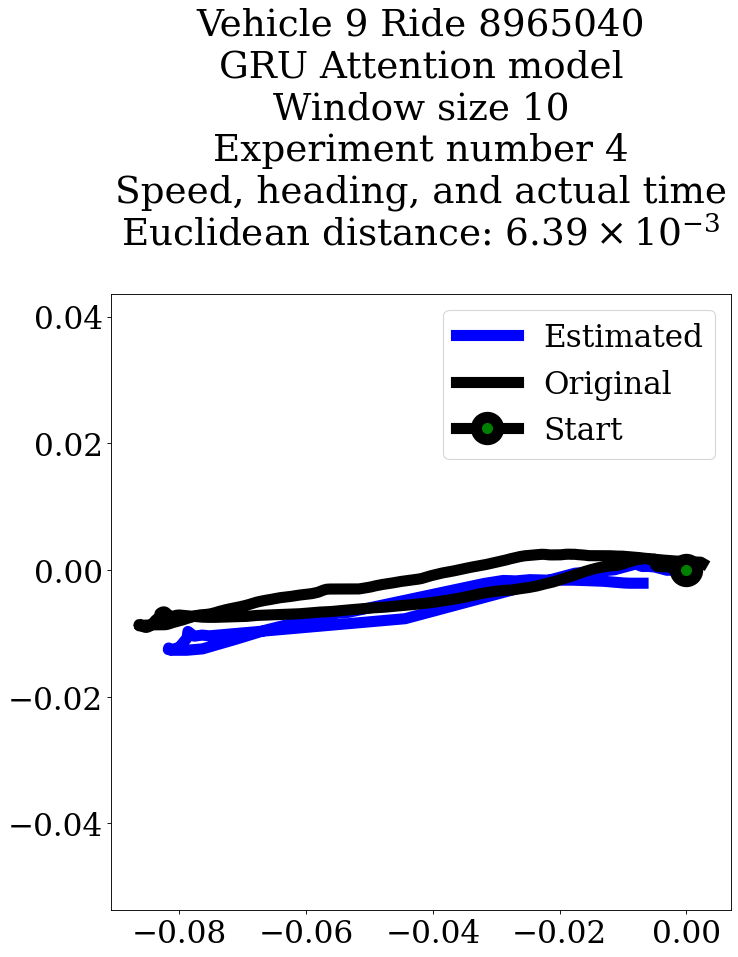 Vehicle 9 Ride 8965040
GRU Attention model
Window size 10
Experiment number 4
Speed, heading, and actual time
Euclidean distance: 6.39 × 10⁻³
Estimated
Original
Start
0.04
0.02
0.00
−0.02
−0.04
−0.08 −0.06 −0.04 −0.02 0.00